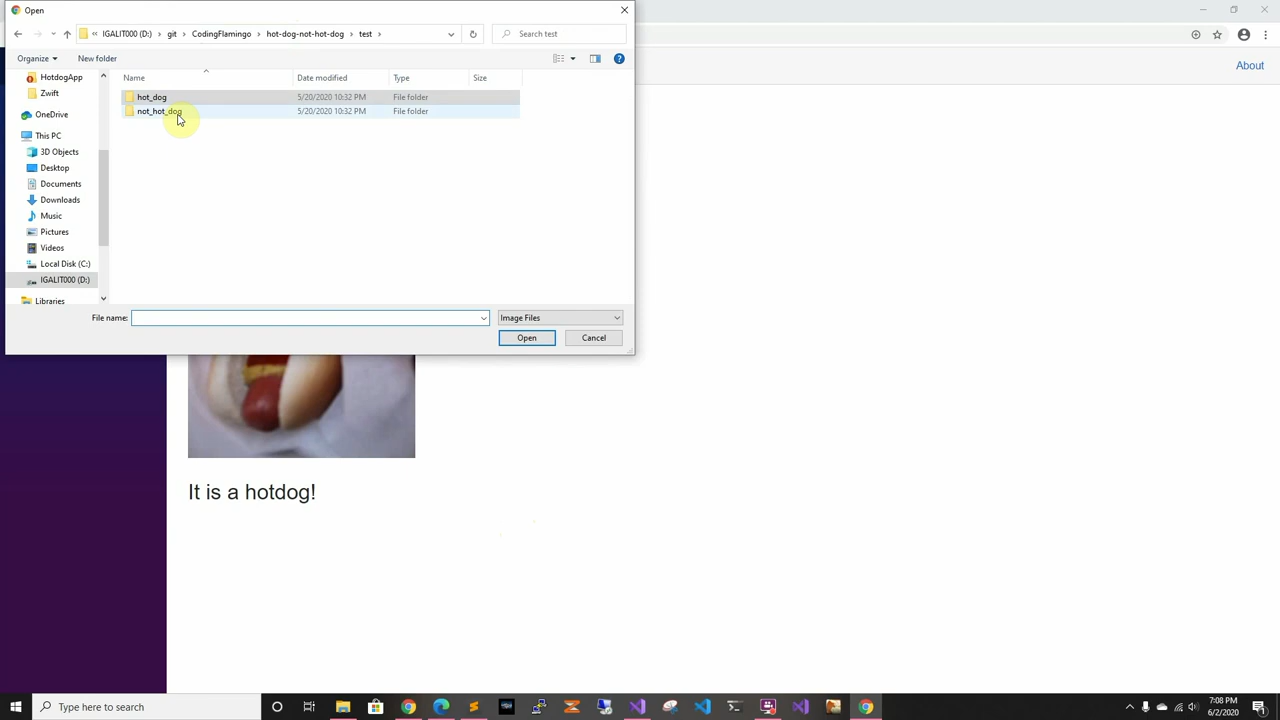 Open
IGALIT000 (D:) git CodingFlamingo hot-dog-not-hot-dog test
Search test
Organize
New folder
Name
Date modified
Type
Size
HotdogApp
Zwift
OneDrive
This PC
3D Objects
Desktop
Documents
Downloads
Music
Pictures
Videos
Local Disk (C:)
IGALIT000 (D:)
Libraries
hot_dog 5/20/2020 10:32 PM File folder
not_hot_dog 5/20/2020 10:32 PM File folder
File name:
Image Files
Open
Cancel
About
It is a hotdog!
Type here to search
7:08 PM
6/2/2020